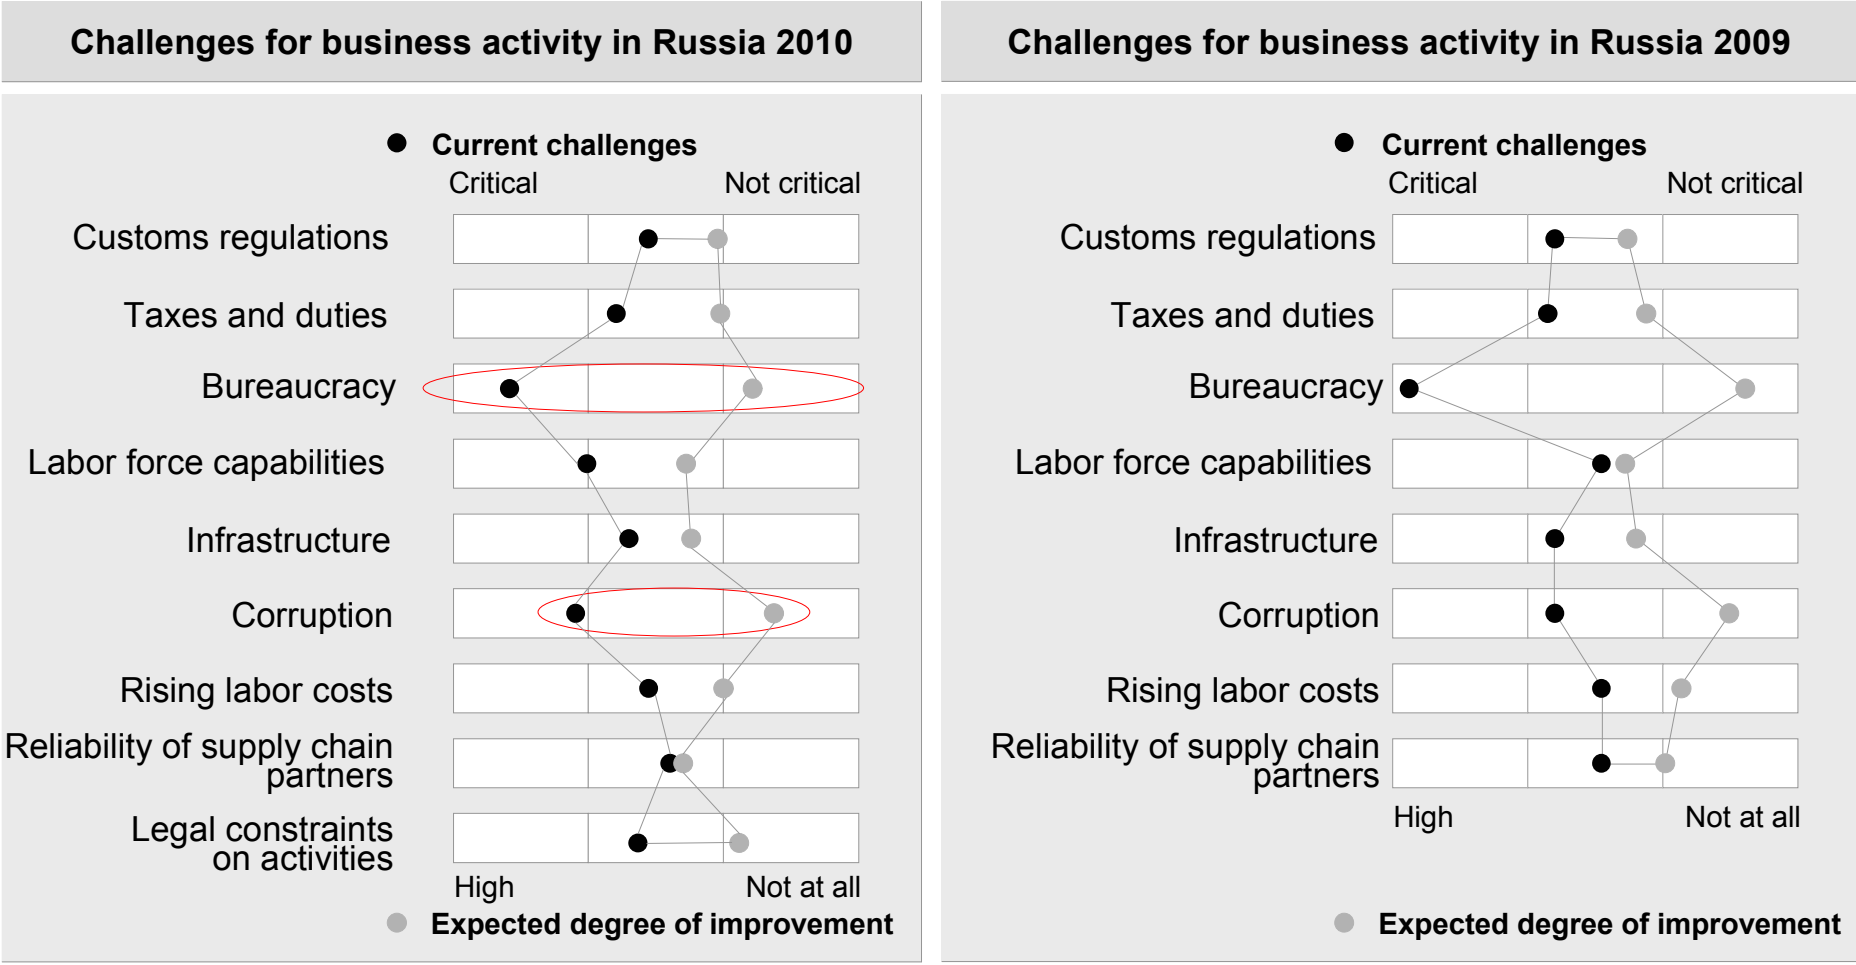 Challenges for business activity in Russia 2010
Current challenges
Critical Not critical
Customs regulations
Taxes and duties
Bureaucracy
Labor force capabilities
Infrastructure
Corruption
Rising labor costs
Reliability of supply chain
partners
Legal constraints
on activities
High Not at all
Expected degree of improvement
Challenges for business activity in Russia 2009
Current challenges
Critical Not critical
Customs regulations
Taxes and duties
Bureaucracy
Labor force capabilities
Infrastructure
Corruption
Rising labor costs
Reliability of supply chain
partners
High Not at all
Expected degree of improvement